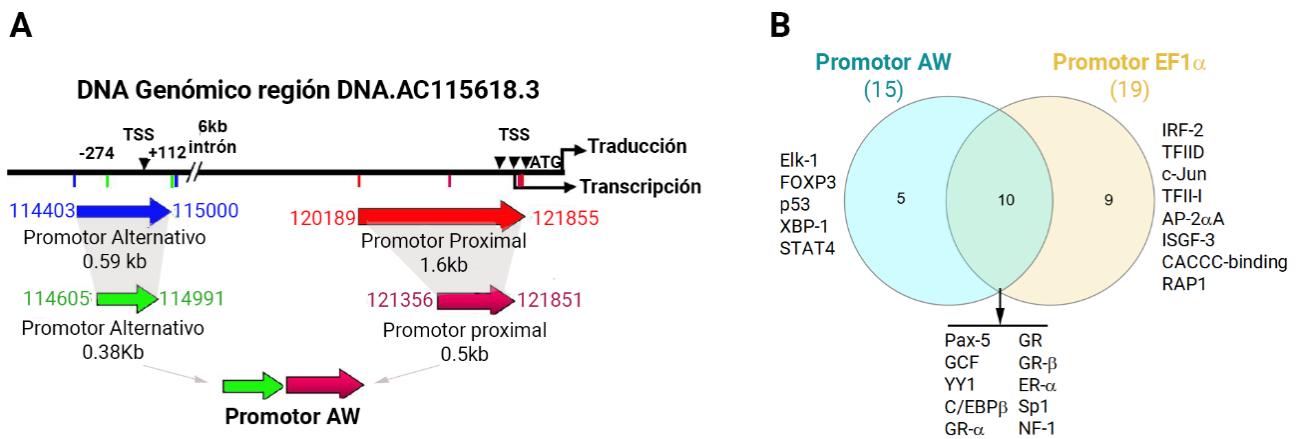 A
DNA Genómico región DNA.AC115618.3
TSS
6kb
intrón
-274
+112
TSS
ATG
Traducción
Transcripción
114403
115000
Promotor Alternativo
0.59 kb
120189
121855
Promotor Proximal
1.6kb
114605
114991
Promotor Alternativo
0.38Kb
121356
121851
Promotor proximal
0.5kb
Promotor AW
B
Promotor AW
(15)
Promotor EF1α
(19)
Elk-1
FOXP3
p53
XBP-1
STAT4
5
10
9
IRF-2
TFIID
c-Jun
TFII-I
AP-2αA
ISGF-3
CACCC-binding
RAP1
Pax-5
GCF
YY1
C/EBPβ
GR-α
GR
GR-β
ER-α
Sp1
NF-1